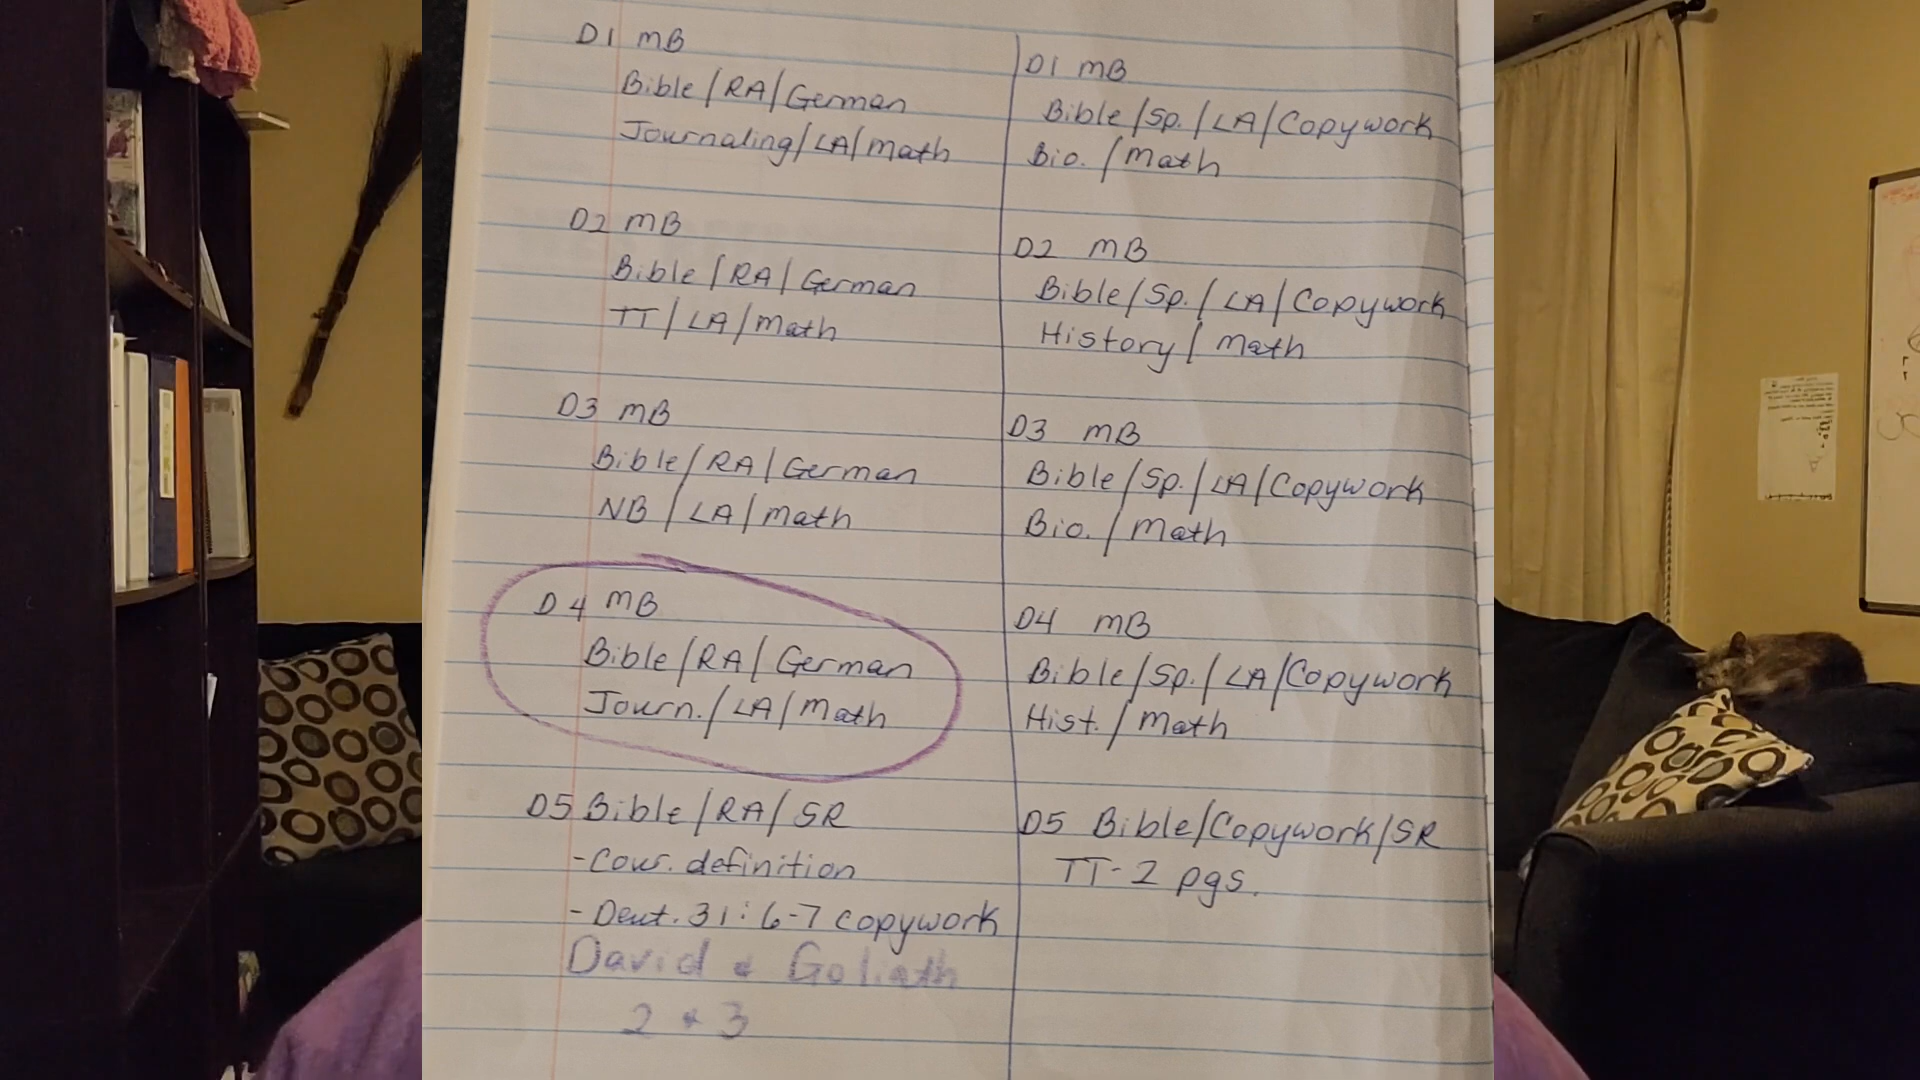 D1 MB
Bible/RA/German
Journaling/LA/Math
D2 MB
Bible/RA/German
TT/LA/Math
D3 MB
Bible/RA/German
NB/LA/Math
D4 MB
Bible/RA/German
Journ./LA/Math
D5 Bible/RA/SR
-Cour. definition
-Deut. 31:6-7 copywork
David & Goliath
2 & 3
D1 MB
Bible/Sp./LA/Copywork
Bio./Math
D2 MB
Bible/Sp./LA/Copywork
History/Math
D3 MB
Bible/Sp./LA/Copywork
Bio./Math
D4 MB
Bible/Sp./LA/Copywork
Hist./Math
D5 Bible/Copywork/SR
TT-2 pgs.